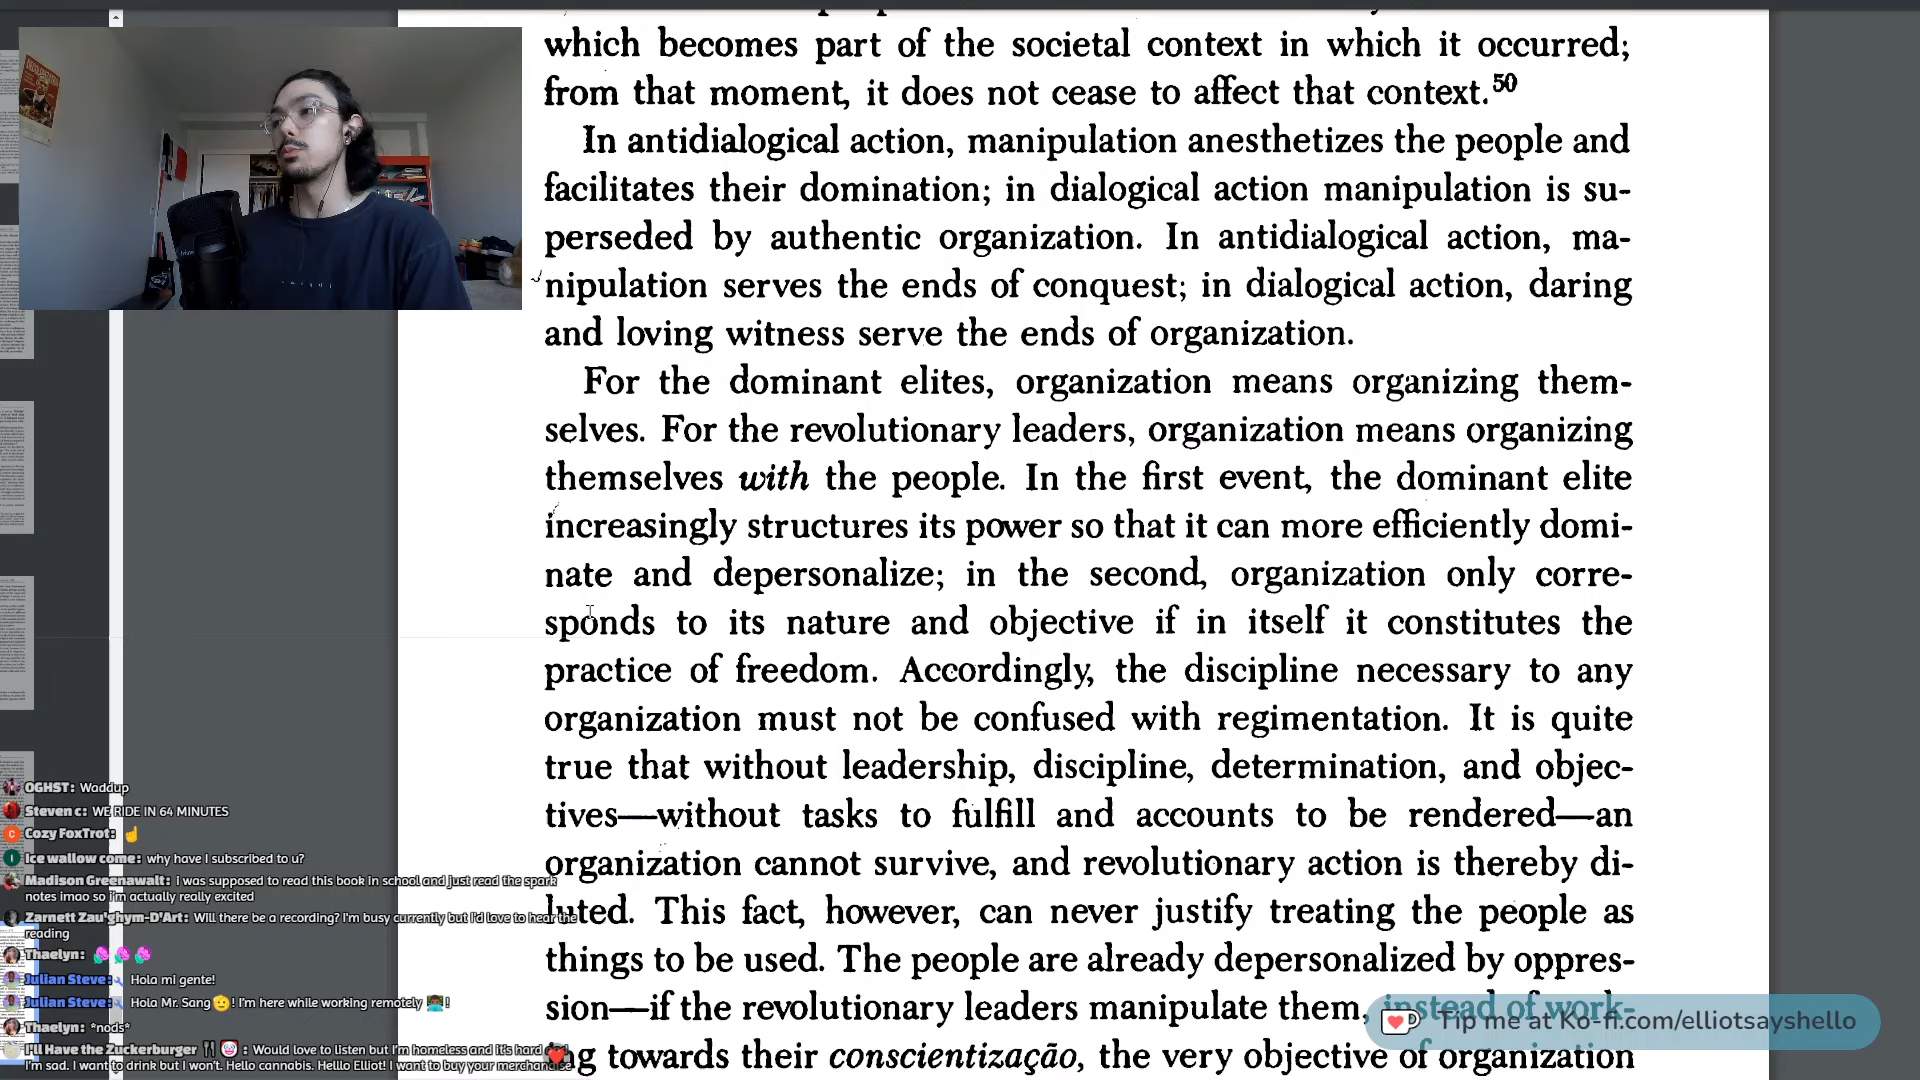 which becomes part of the societal context in which it occurred;
from that moment, it does not cease to affect that context.50
In antidialogical action, manipulation anesthetizes the people and
facilitates their domination; in dialogical action manipulation is su-
perseded by authentic organization. In antidialogical action, ma-
nipulation serves the ends of conquest; in dialogical action, daring
and loving witness serve the ends of organization.
For the dominant elites, organization means organizing them-
selves. For the revolutionary leaders, organization means organizing
themselves with the people. In the first event, the dominant elite
increasingly structures its power so that it can more efficiently domi-
nate and depersonalize; in the second, organization only corre-
sponds to its nature and objective if in itself it constitutes the
practice of freedom. Accordingly, the discipline necessary to any
organization must not be confused with regimentation. It is quite
true that without leadership, discipline, determination, and objec-
tives—without tasks to fulfill and accounts to be rendered—an
organization cannot survive, and revolutionary action is thereby di-
luted. This fact, however, can never justify treating the people as
things to be used. The people are already depersonalized by oppres-
sion—if the revolutionary leaders manipulate them, instead of work-
ng towards their conscientização, the very objective of organization
OGHST: Waddup
Steven c: WE RIDE IN 64 MINUTES
Cozy FoxTrot: ☝️
Ice wallow come: why have I subscribed to u?
Madison Greenawalt: i was supposed to read this book in school and just read the spark
notes lmao so i'm actually really excited
Zarnett Zau'ghym-D'Art: Will there be a recording? I'm busy currently but I'd love to hear the
reading
Thaelyn:
Julian Steve: Hola mi gente!
Julian Steve: Hola Mr. Sang🫡! I'm here while working remotely 👨🏾‍💻!
Thaelyn: *nods*
I'll Have the Zuckerburger 🍴🤡: Would love to listen but I'm homeless and it's hard
I'm sad. I want to drink but I won't. Hello cannabis. Helllo Elliot! I want to buy your merchandise
Tip me at Ko-fi.com/elliotsayshello